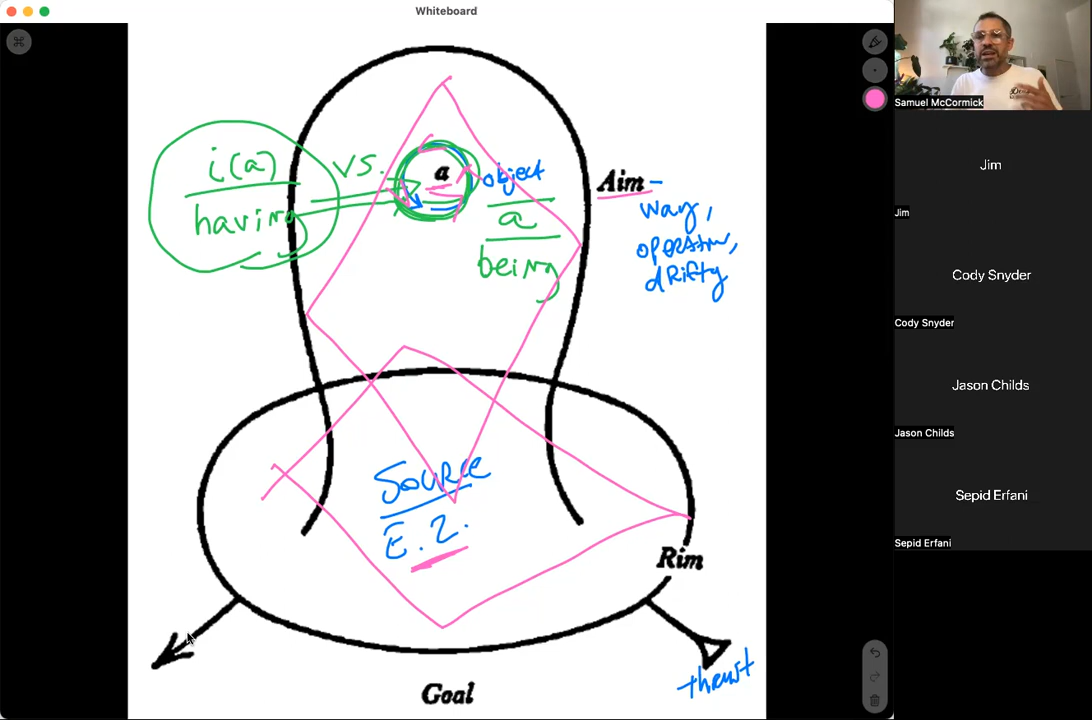 Whiteboard
Samuel McCormick
i(a)
having
vs.
a
object
a
being
Aim –
way,
operation,
drifty
Source
E.Z.
Rim
thrust
Goal
Jim
Jim
Cody Snyder
Cody Snyder
Jason Childs
Jason Childs
Sepid Erfani
Sepid Erfani